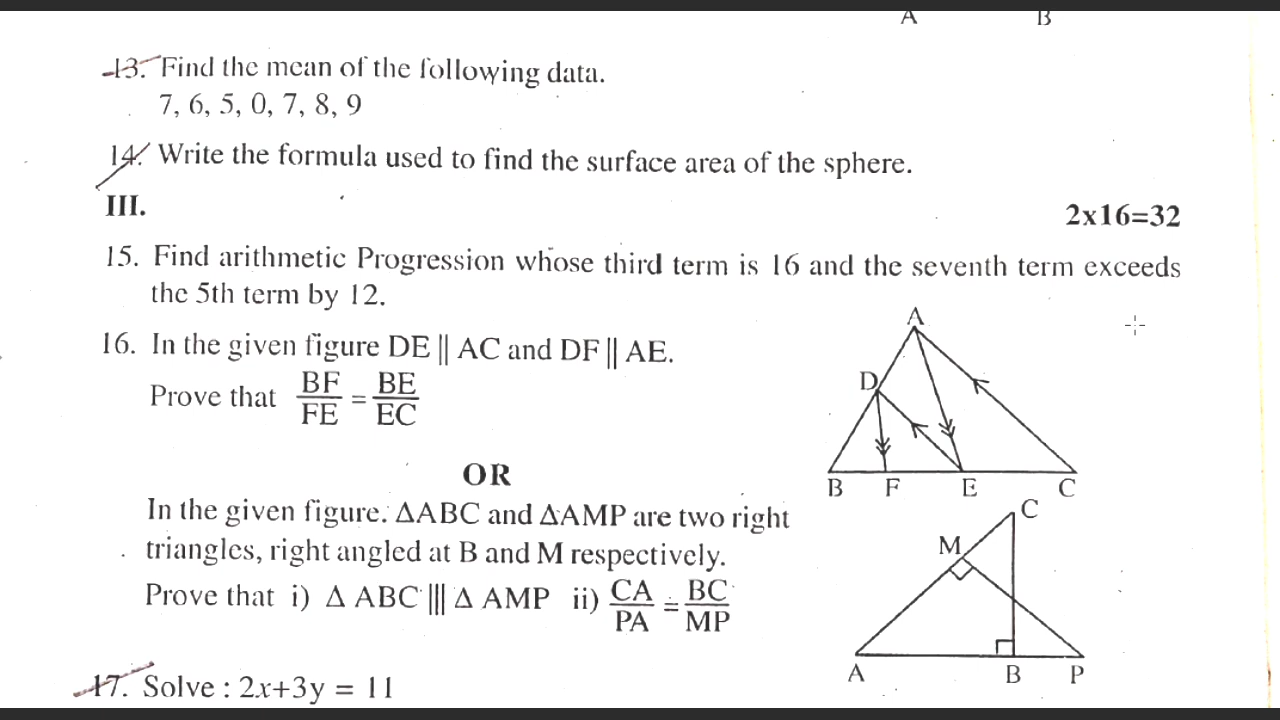 A B
13. Find the mean of the following data.
7, 6, 5, 0, 7, 8, 9
14. Write the formula used to find the surface area of the sphere.
III. 2x16=32
15. Find arithmetic Progression whose third term is 16 and the seventh term exceeds
the 5th term by 12.
16. In the given figure DE || AC and DF || AE.
Prove that BF/FE = BE/EC
A
D
B F E C
OR
In the given figure. ΔABC and ΔAMP are two right
triangles, right angled at B and M respectively.
Prove that i) Δ ABC ||| Δ AMP ii) CA/PA = BC/MP
C
M
A B P
17. Solve : 2x+3y = 11